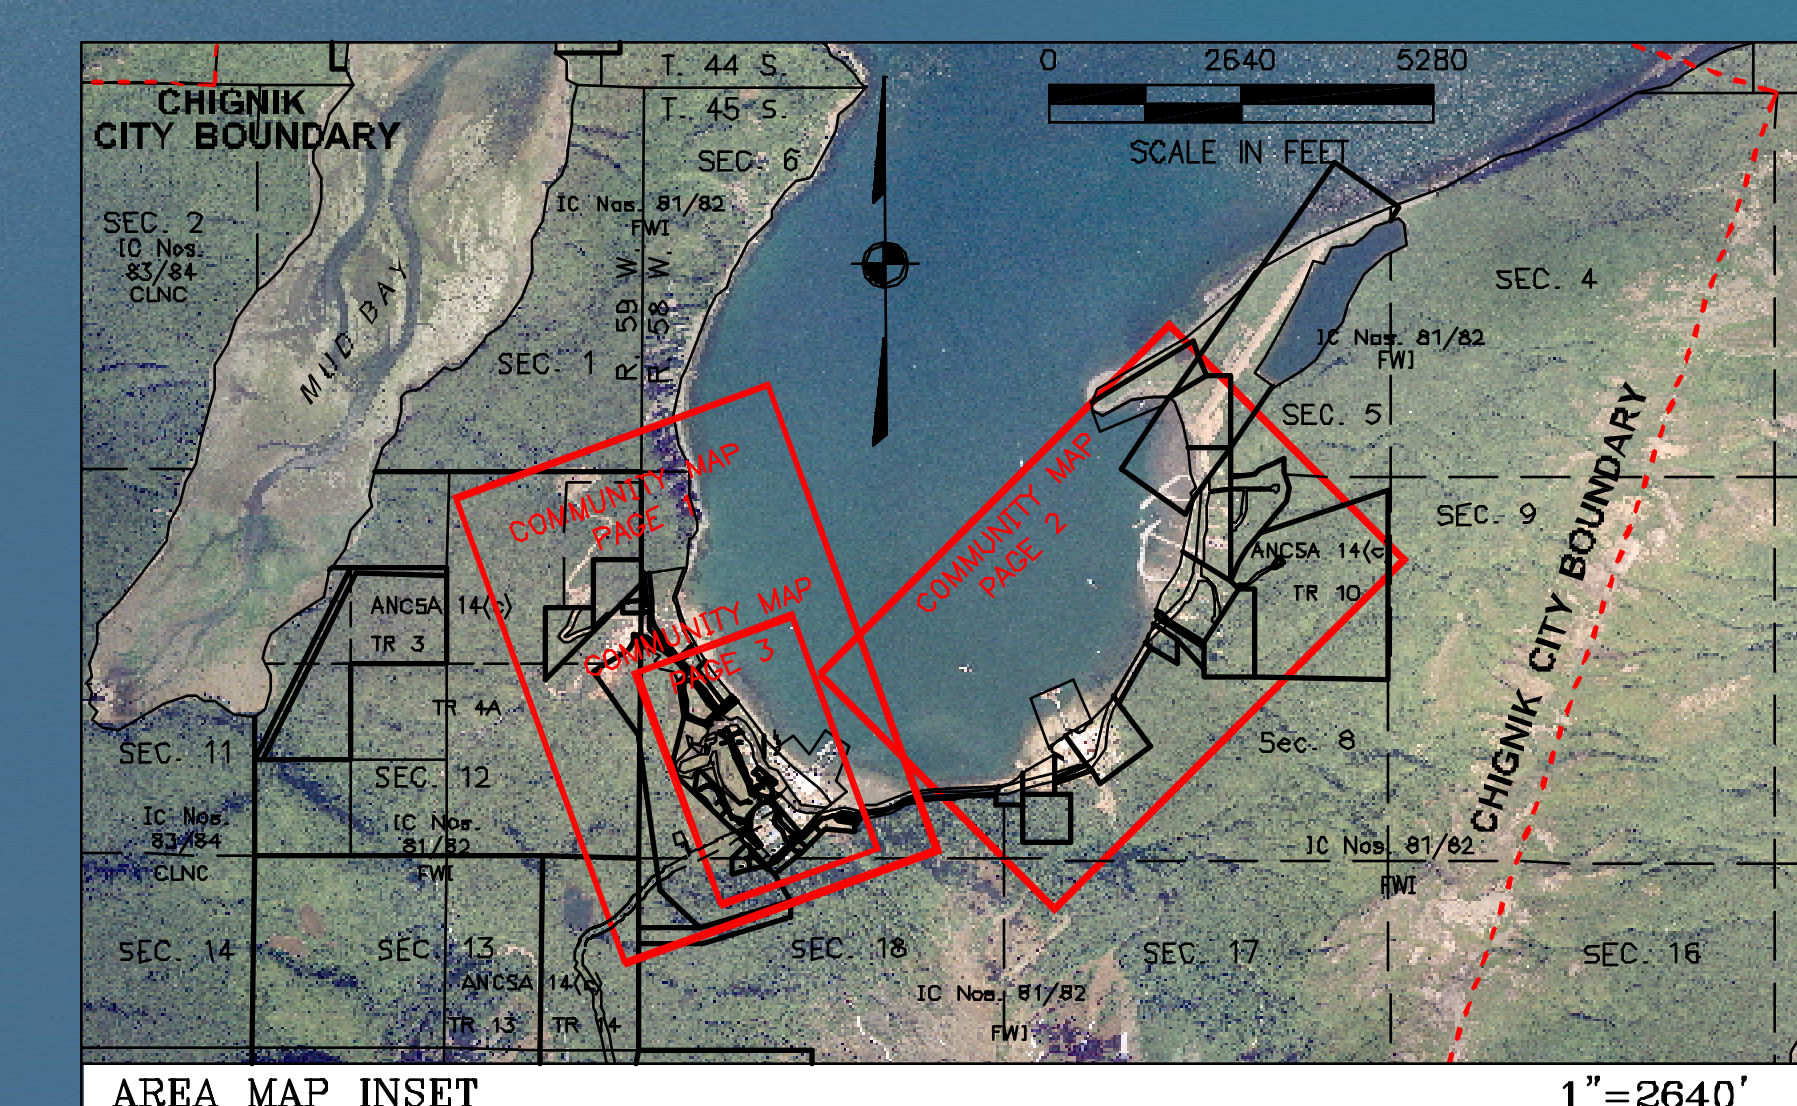 0 2640 5280
SCALE IN FEET
T. 44 S.
T. 45 S.
CHIGNIK
CITY BOUNDARY
SEC. 6
IC Nos. 81/82
FWI
SEC. 2
IC Nos.
83/84
CLNC
MUD BAY
R. 59 W.
R. 58 W.
SEC. 1
SEC. 4
IC Nos. 81/82
FWI
SEC. 5
COMMUNITY MAP
PAGE 1
COMMUNITY MAP
PAGE 2
COMMUNITY MAP
PAGE 3
SEC. 9
CHIGNIK CITY BOUNDARY
ANCSA 14(c
TR 10
ANCSA 14(c)
TR 3
TR 4A
SEC. 11
SEC. 12
Sec. 8
IC Nos.
83/84
CLNC
IC Nos.
81/82
FWI
IC Nos. 81/82
FWI
SEC. 14
SEC. 13
SEC. 18
SEC. 17
SEC. 16
ANCSA 14(c)
TR 13
TR 14
IC Nos. 81/82
FWI
AREA MAP INSET
1"=2640'